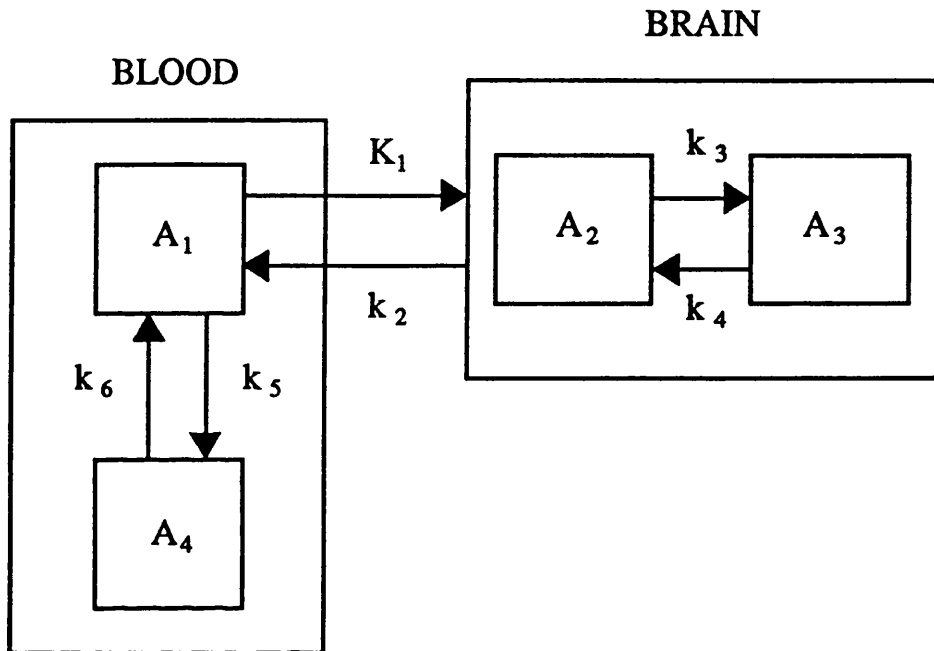 BRAIN
BLOOD
K₁
k₃
A₁
A₂
A₃
k₂
k₄
k₆
k₅
A₄